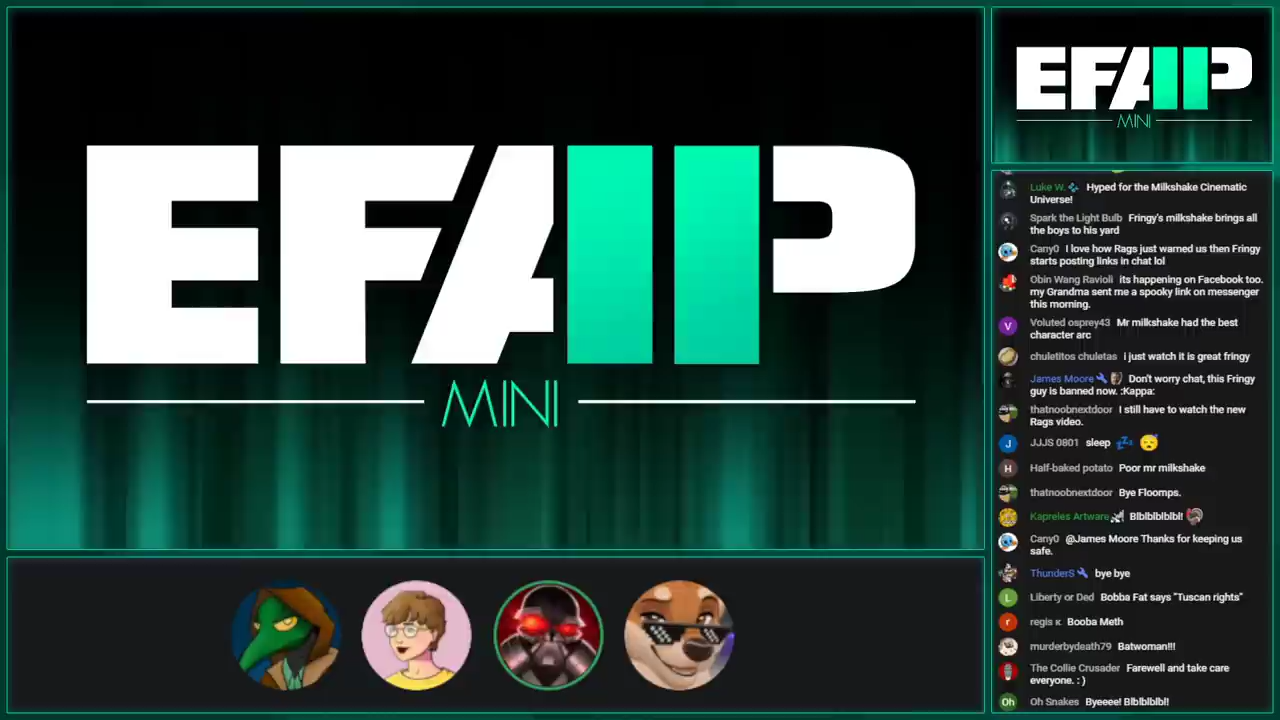 EFAP
MINI
EFAP
MINI
Luke W. Hyped for the Milkshake Cinematic
Universe!
Spark the Light Bulb Fringy's milkshake brings all
the boys to his yard
Cany0 I love how Rags just warned us then Fringy
starts posting links in chat lol
Obin Wang Ravioli its happening on Facebook too.
my Grandma sent me a spooky link on messenger
this morning.
V
Voluted osprey43 Mr milkshake had the best
character arc
chuletitos chuletas i just watch it is great fringy
James Moore Don't worry chat, this Fringy
guy is banned now. :Kappa:
thatnoobnextdoor I still have to watch the new
Rags video.
J JJJS 0801 sleep 💤 😴
H Half-baked potato Poor mr milkshake
thatnoobnextdoor Bye Floomps.
Kapreles Artware Blblblblblbl!
Cany0 @James Moore Thanks for keeping us
safe.
ThunderS bye bye
L Liberty or Ded Bobba Fat says "Tuscan rights"
r regis к Booba Meth
murderbydeath79 Batwoman!!!
The Collie Crusader Farewell and take care
everyone. : )
Oh Oh Snakes Byeeee! Blblblblbl!